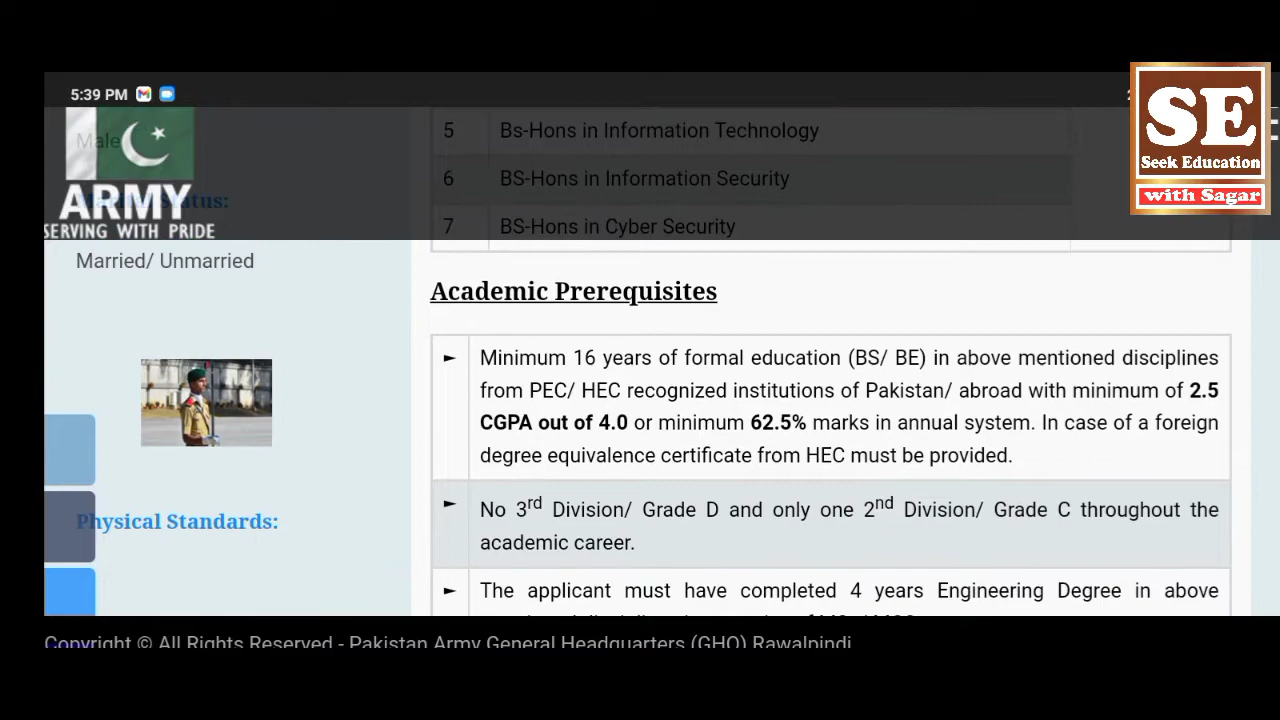 5:39 PM
SE
Seek Education
with Sagar
Male
ARMY
SERVING WITH PRIDE
Status:
Married/ Unmarried
Physical Standards:
5 Bs-Hons in Information Technology
6 BS-Hons in Information Security
7 BS-Hons in Cyber Security
Academic Prerequisites
► Minimum 16 years of formal education (BS/ BE) in above mentioned disciplines
from PEC/ HEC recognized institutions of Pakistan/ abroad with minimum of 2.5
CGPA out of 4.0 or minimum 62.5% marks in annual system. In case of a foreign
degree equivalence certificate from HEC must be provided.
► No 3rd Division/ Grade D and only one 2nd Division/ Grade C throughout the
academic career.
► The applicant must have completed 4 years Engineering Degree in above
Copyright © All Rights Reserved - Pakistan Army General Headquarters (GHQ) Rawalpindi